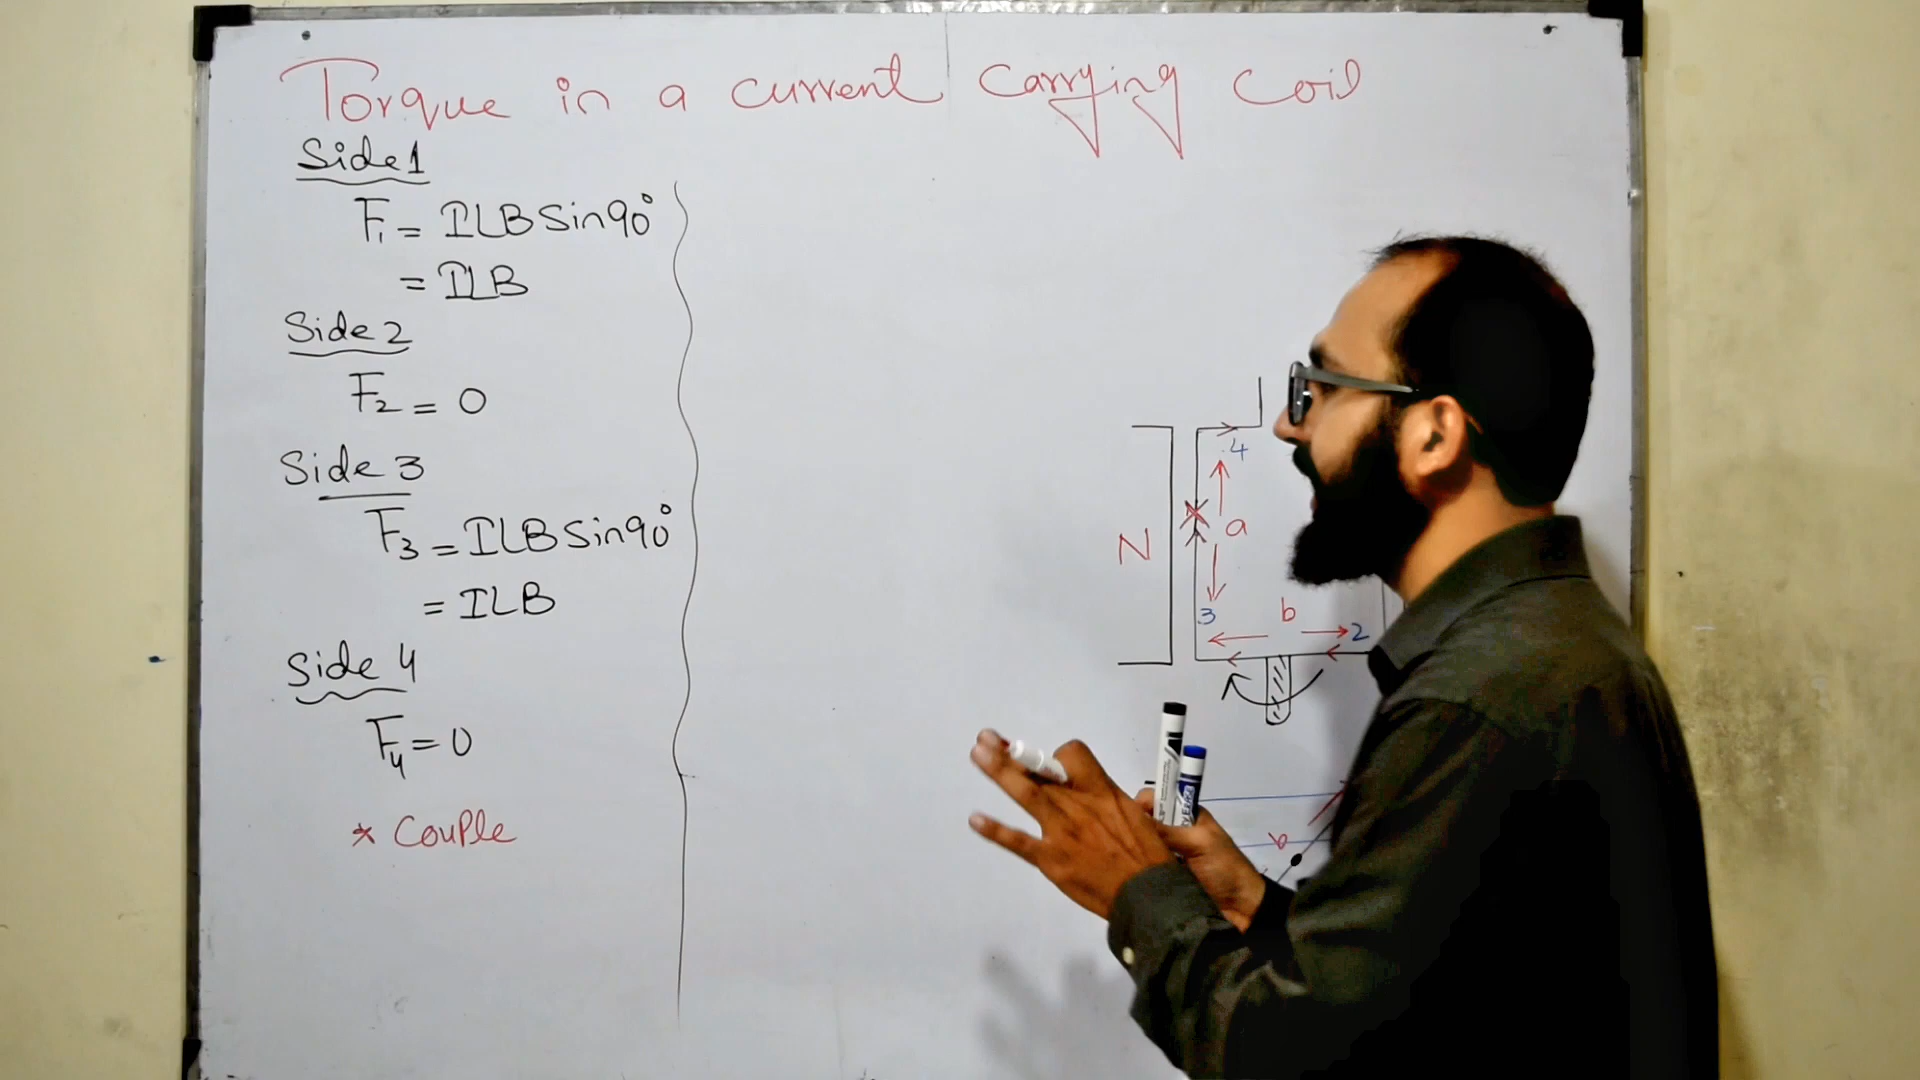 Torque in a current carrying coil
Side 1
F₁ = ILB Sin90°
= ILB
Side 2
F₂ = 0
Side 3
F₃ = ILB Sin90°
= ILB
Side 4
F₄ = 0
* Couple
4
a
N
3
b
2